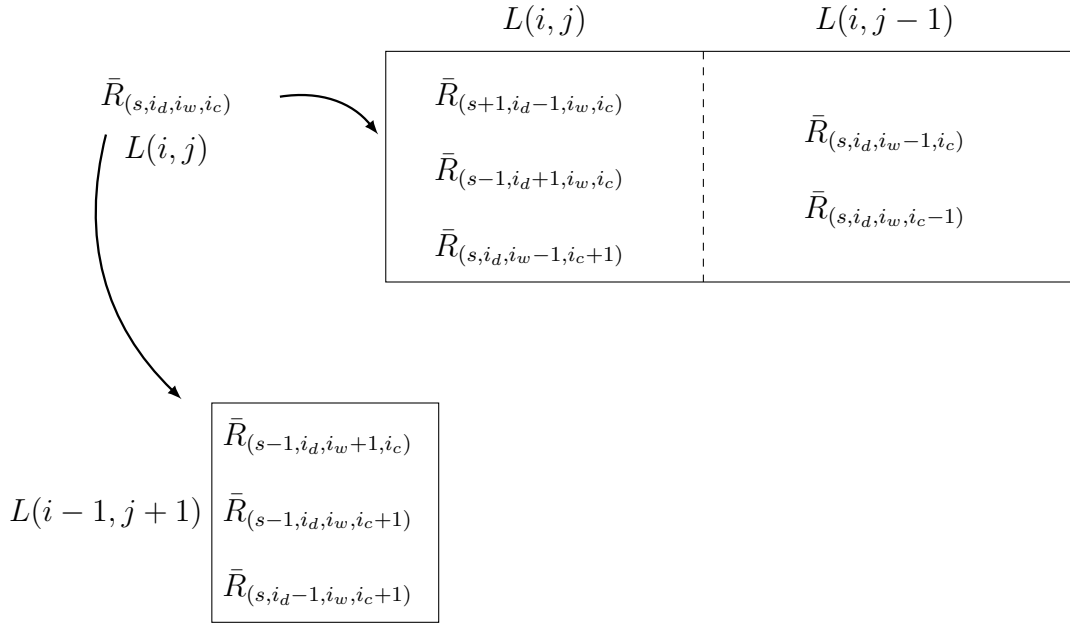 L(i, j)
L(i, j − 1)
R̄_(s,i_d,i_w,i_c)
L(i, j)
R̄_(s+1,i_d−1,i_w,i_c)
R̄_(s−1,i_d+1,i_w,i_c)
R̄_(s,i_d,i_w−1,i_c+1)
R̄_(s,i_d,i_w−1,i_c)
R̄_(s,i_d,i_w,i_c−1)
L(i − 1, j + 1)
R̄_(s−1,i_d,i_w+1,i_c)
R̄_(s−1,i_d,i_w,i_c+1)
R̄_(s,i_d−1,i_w,i_c+1)